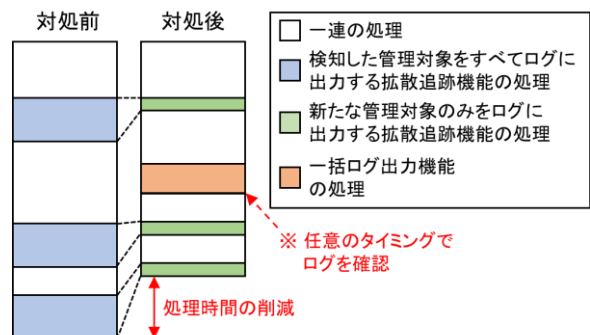 対処前
対処後
一連の処理
検知した管理対象をすべてログに
出力する拡散追跡機能の処理
新たな管理対象のみをログに
出力する拡散追跡機能の処理
一括ログ出力機能
の処理
※ 任意のタイミングで
ログを確認
処理時間の削減